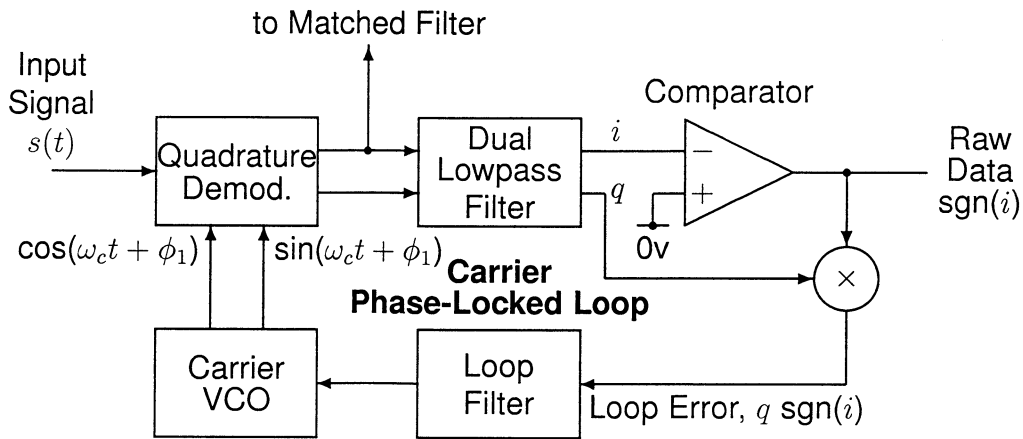 to Matched Filter
Input
Signal
s(t)
Comparator
Quadrature
Demod.
Dual
Lowpass
Filter
i
q
−
+
0v
Raw
Data
sgn(i)
cos(ω_c t + ϕ_1)
sin(ω_c t + ϕ_1)
Carrier
Phase-Locked Loop
×
Carrier
VCO
Loop
Filter
Loop Error, q sgn(i)